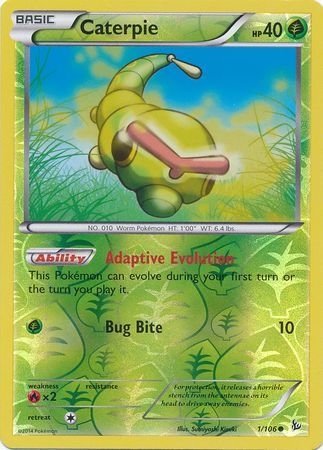 BASIC
Caterpie
HP40
NO. 010 Worm Pokémon HT: 1'00" WT: 6.4 lbs.
Ability Adaptive Evolution
This Pokémon can evolve during your first turn or
the turn you play it.
Bug Bite 10
weakness resistance
×2
retreat
For protection, it releases a horrible
stench from the antenna on its
head to drive away enemies.
©2014 Pokémon
Illus. Sumiyoshi Kizuki
1/106